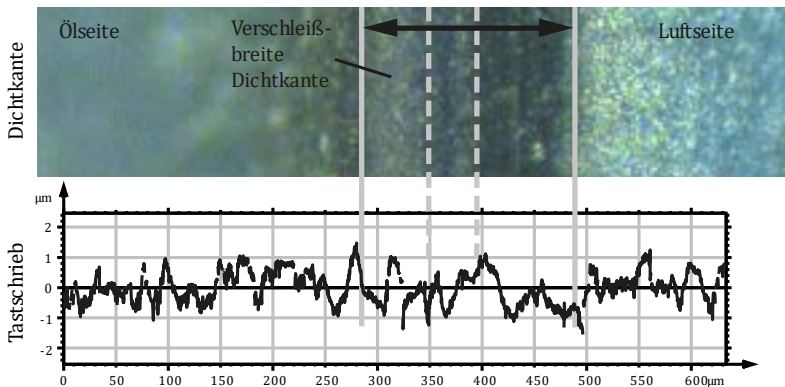 Dichtkante
Ölseite
Verschleiß-
breite
Dichtkante
Luftseite
Tastschrieb
µm
2
1
0
-1
-2
0
50
100
150
200
250
300
350
400
450
500
550
600µm